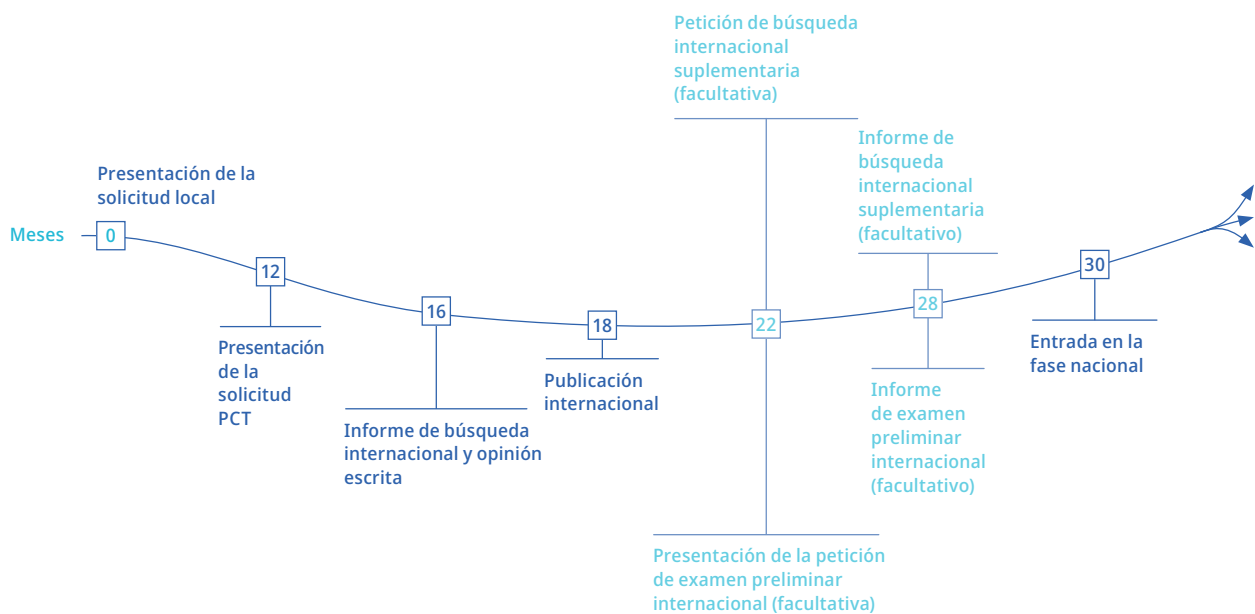 Petición de búsqueda
internacional
suplementaria
(facultativa)
Informe de
búsqueda
internacional
suplementaria
(facultativo)
Presentación de la
solicitud local
Meses
0
12
16
18
22
28
30
Presentación
de la
solicitud
PCT
Informe de búsqueda
internacional y opinión
escrita
Publicación
internacional
Entrada en la
fase nacional
Informe
de examen
preliminar
internacional
(facultativo)
Presentación de la petición
de examen preliminar
internacional (facultativa)